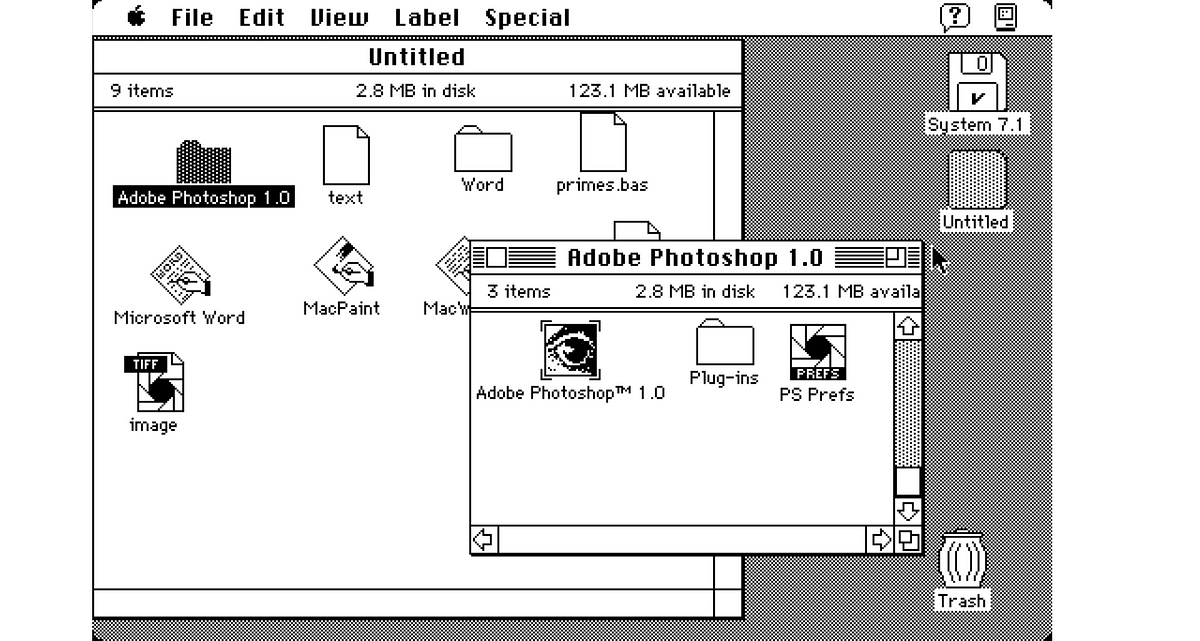 File Edit View Label Special
Untitled
9 items 2.8 MB in disk 123.1 MB available
System 7.1
Adobe Photoshop 1.0 text Word primes.bas
Untitled
Adobe Photoshop 1.0
3 items 2.8 MB in disk 123.1 MB availa
Microsoft Word MacPaint MacW
TIFF
PREFS
Adobe Photoshop™ 1.0 Plug-ins PS Prefs
image
Trash